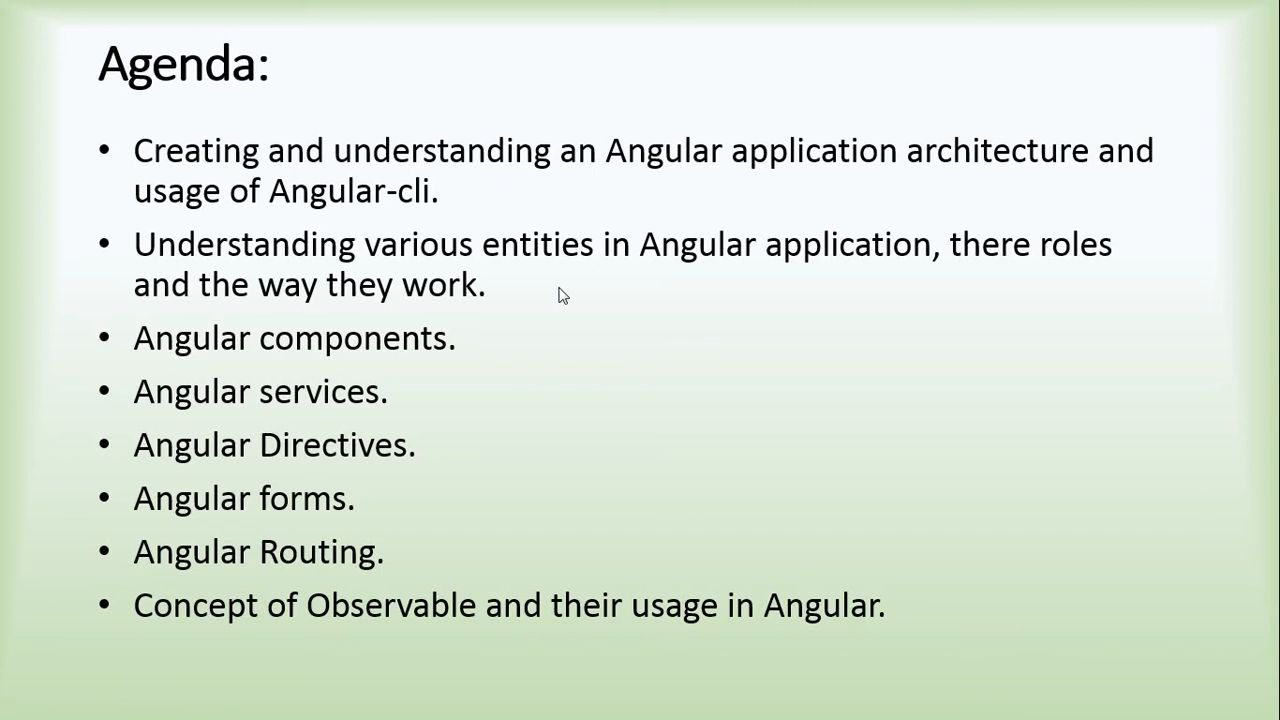 Agenda:
• Creating and understanding an Angular application architecture and
usage of Angular-cli.
• Understanding various entities in Angular application, there roles
and the way they work.
• Angular components.
• Angular services.
• Angular Directives.
• Angular forms.
• Angular Routing.
• Concept of Observable and their usage in Angular.